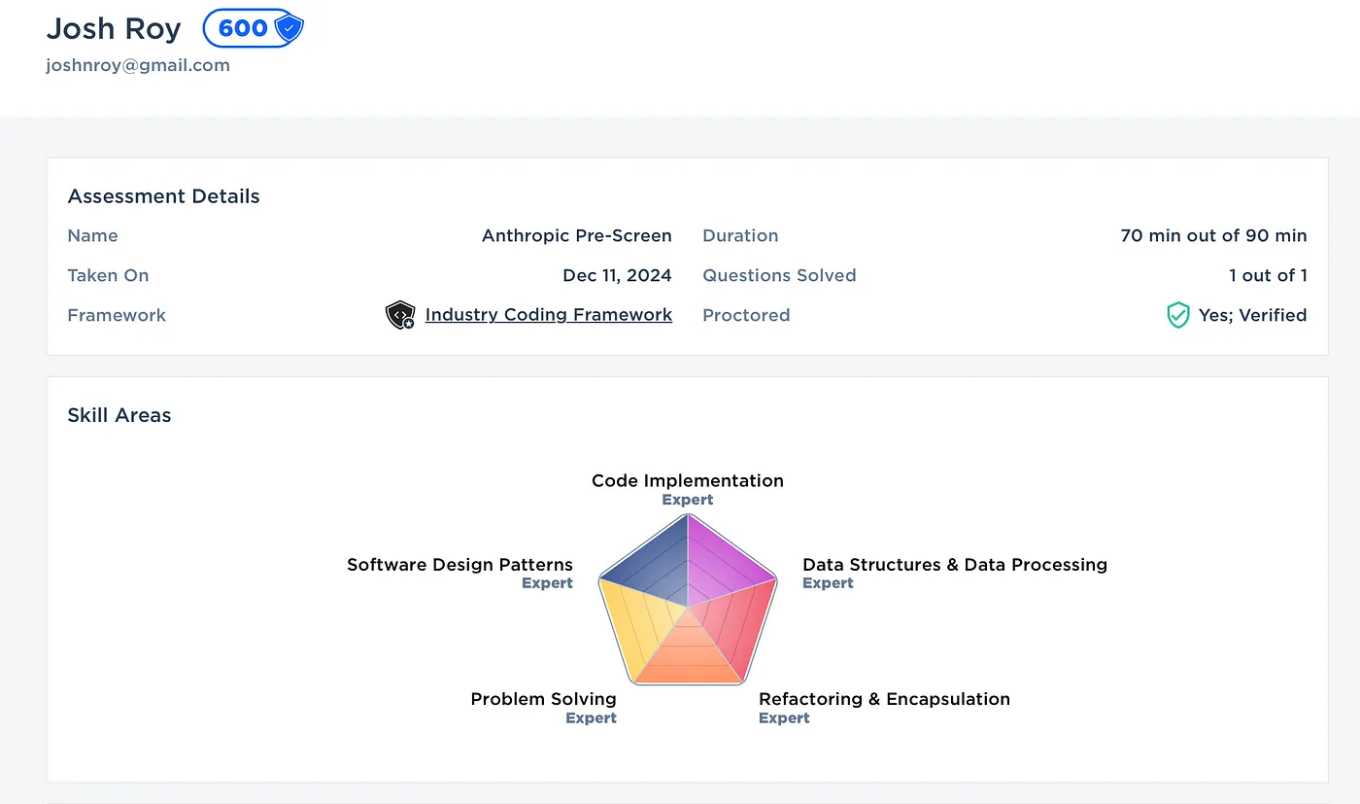 Josh Roy 600
joshnroy@gmail.com
Assessment Details
Name Anthropic Pre-Screen Duration 70 min out of 90 min
Taken On Dec 11, 2024 Questions Solved 1 out of 1
Framework Industry Coding Framework Proctored Yes; Verified
Skill Areas
Code Implementation
Expert
Software Design Patterns
Expert
Data Structures & Data Processing
Expert
Problem Solving
Expert
Refactoring & Encapsulation
Expert